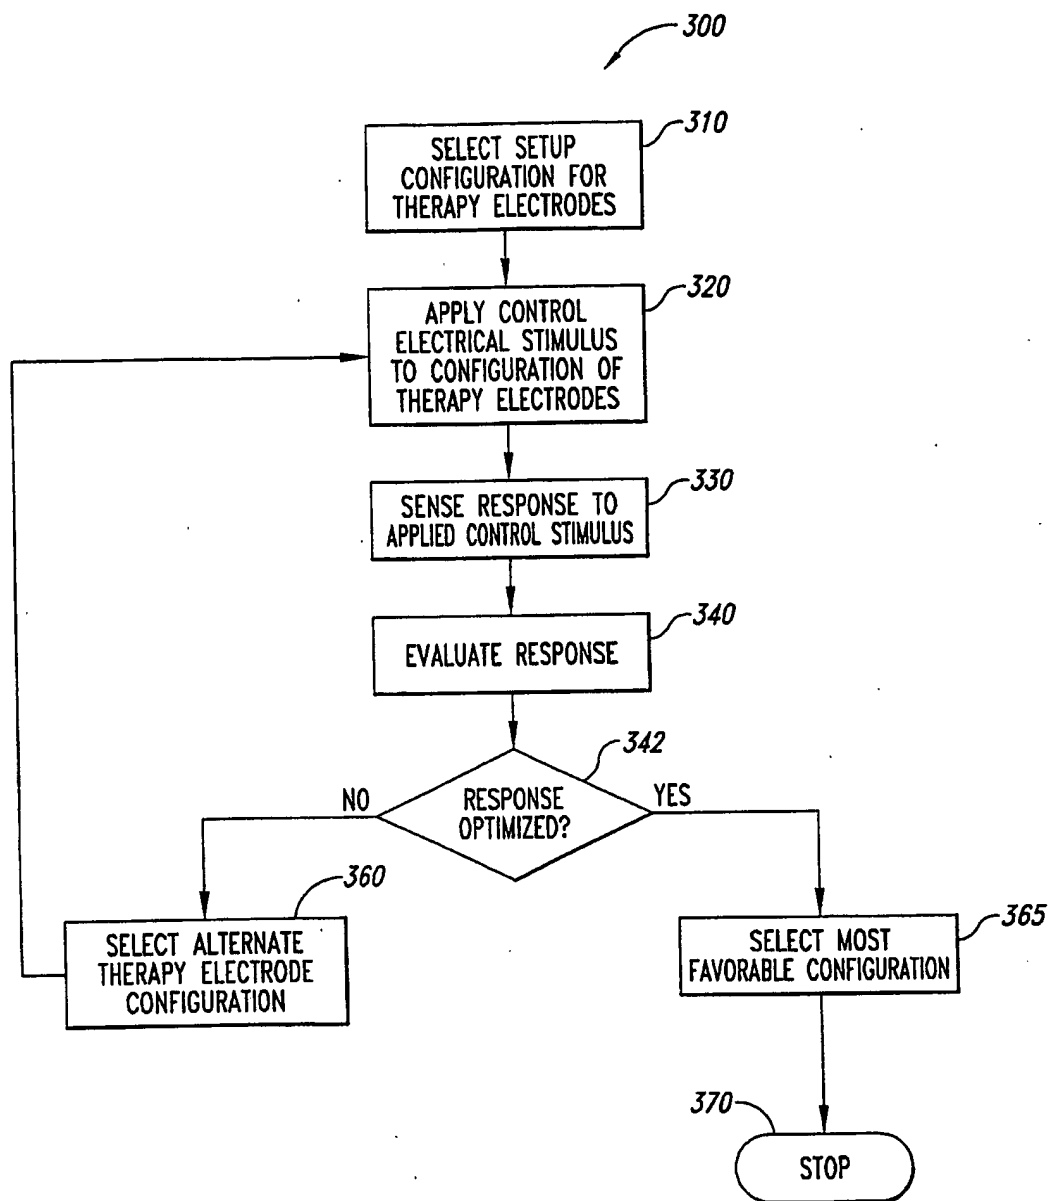 300
310
SELECT SETUP
CONFIGURATION FOR
THERAPY ELECTRODES
320
APPLY CONTROL
ELECTRICAL STIMULUS
TO CONFIGURATION OF
THERAPY ELECTRODES
330
SENSE RESPONSE TO
APPLIED CONTROL STIMULUS
340
EVALUATE RESPONSE
342
NO
RESPONSE
OPTIMIZED?
YES
360
SELECT ALTERNATE
THERAPY ELECTRODE
CONFIGURATION
365
SELECT MOST
FAVORABLE CONFIGURATION
370
STOP